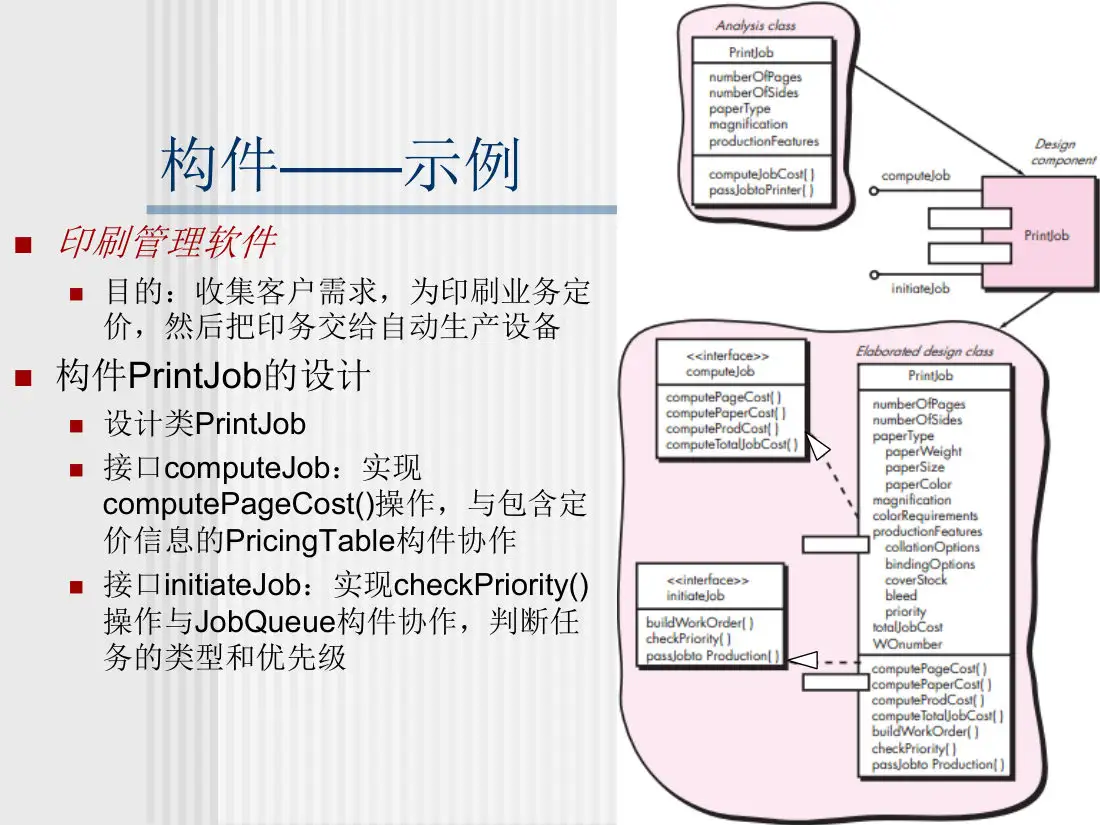 构件——示例
印刷管理软件
目的：收集客户需求，为印刷业务定
价，然后把印务交给自动生产设备
构件PrintJob的设计
设计类PrintJob
接口computeJob：实现
computePageCost()操作，与包含定
价信息的PricingTable构件协作
接口initiateJob：实现checkPriority()
操作与JobQueue构件协作，判断任
务的类型和优先级
Analysis class
PrintJob
numberOfPages
numberOfSides
paperType
magnification
productionFeatures
computeJobCost( )
passJobtoPrinter( )
Design
component
computeJob
PrintJob
initiateJob
<<interface>>
computeJob
computePageCost( )
computePaperCost( )
computeProdCost( )
computeTotalJobCost( )
<<interface>>
initiateJob
buildWorkOrder( )
checkPriority( )
passJobto Production( )
Elaborated design class
PrintJob
numberOfPages
numberOfSides
paperType
paperWeight
paperSize
paperColor
magnification
colorRequirements
productionFeatures
collationOptions
bindingOptions
coverStock
bleed
priority
totalJobCost
WOnumber
computePageCost( )
computePaperCost( )
computeProdCost( )
computeTotalJobCost( )
buildWorkOrder( )
checkPriority( )
passJobto Production( )